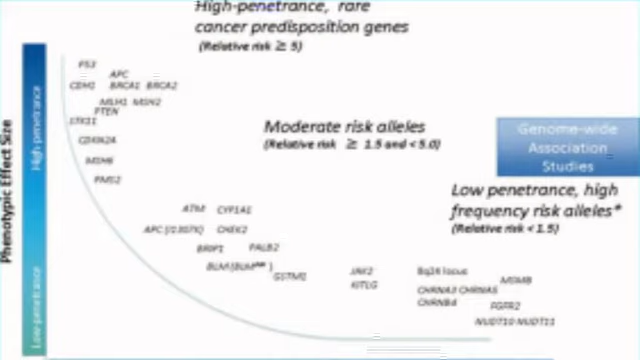 High-penetrance, rare
cancer predisposition genes
(Relative risk ≥ 5)
P53
APC
CDH1 BRCA1 BRCA2
MLH1 MSH2
PTEN
STK11
CDKN2A
MSH6
PMS2
Moderate risk alleles
(Relative risk ≥ 1.5 and < 5.0)
Genome-wide
Association
Studies
Low penetrance, high
frequency risk alleles*
(Relative risk < 1.5)
ATM CYP1A1
APC (I1307K) CHEK2
BRIP1 PALB2
GSTM1
JAK2
KITLG
8q24 locus
MSMB
CHRNA3 CHRNA5
CHRNB4
FGFR2
NUDT10 NUDT11
Phenotypic Effect Size
High penetrance
Low-penetrance